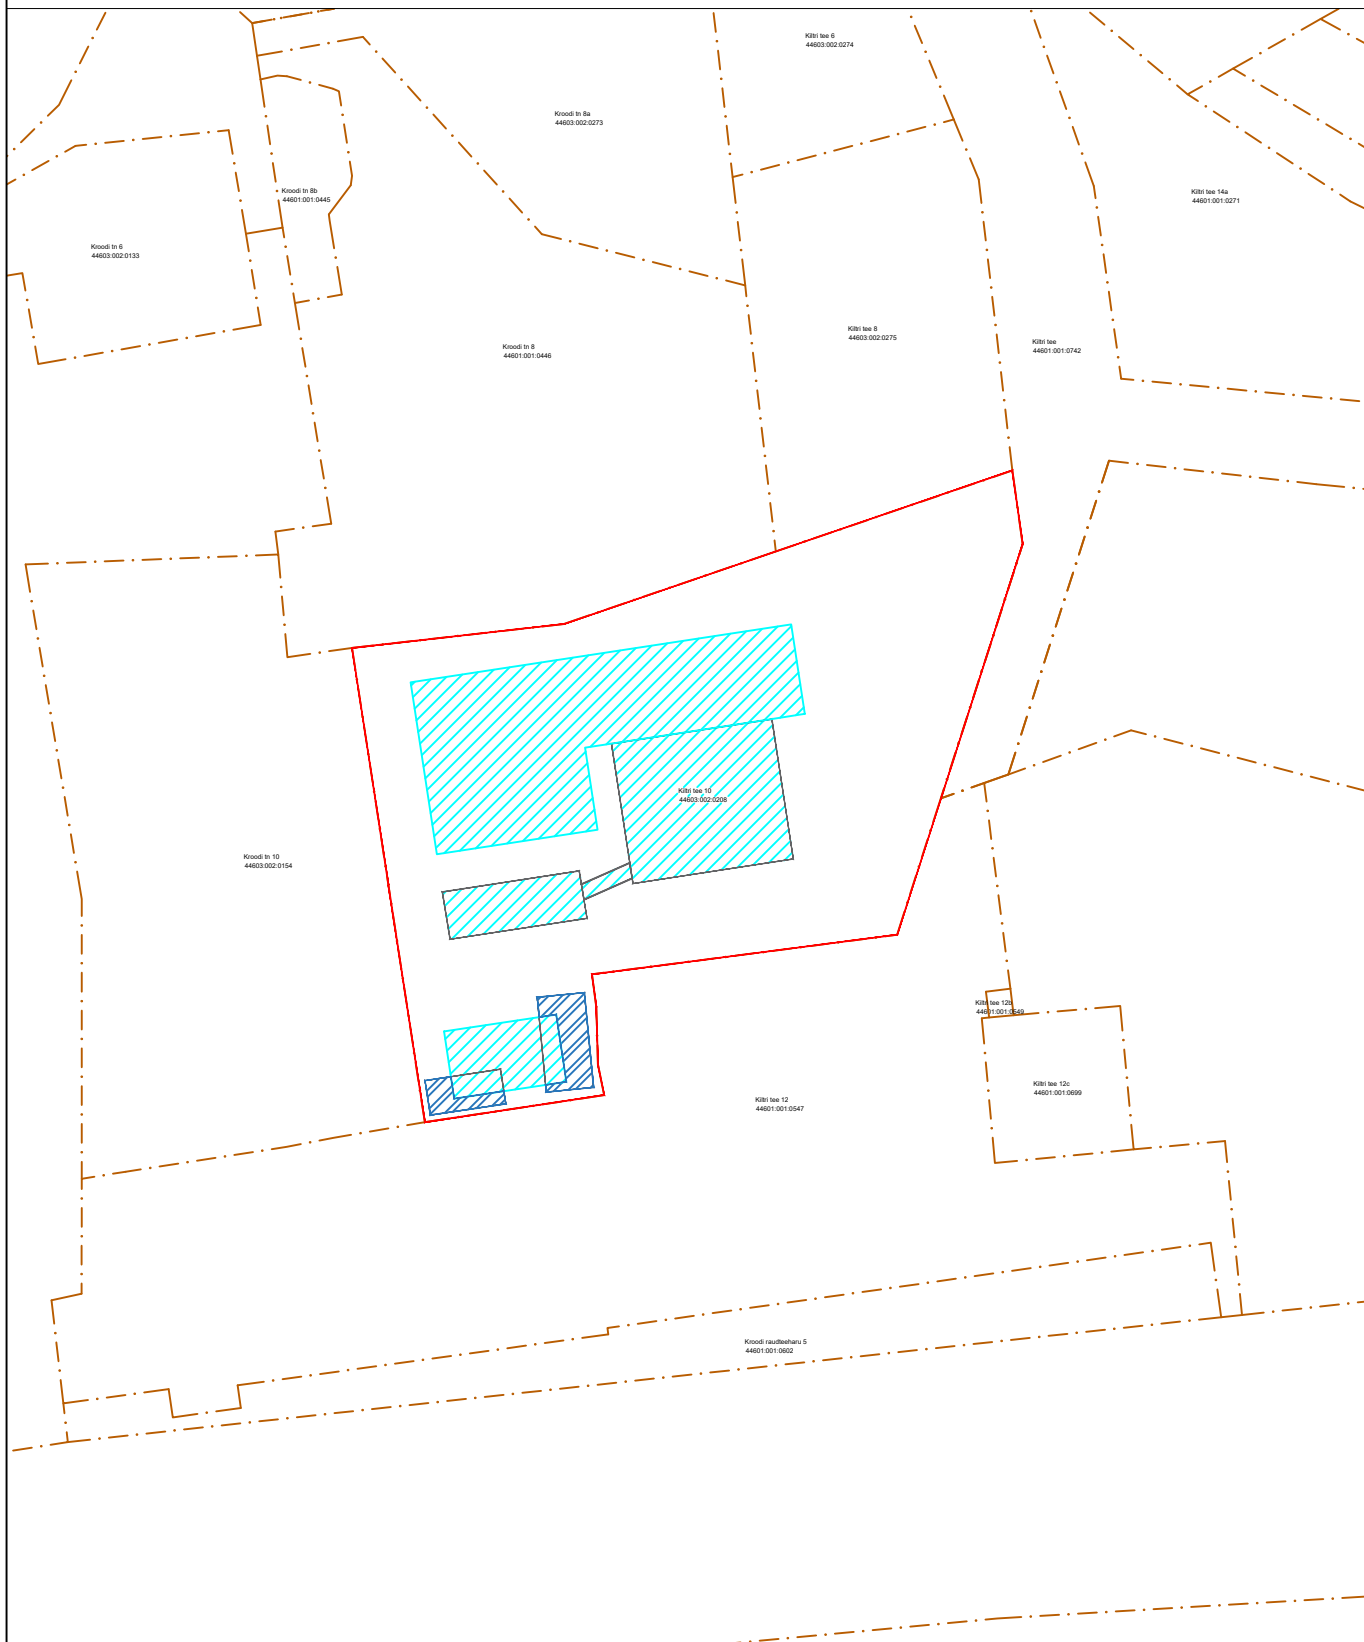 Kiltri tee 6
44603:002:0274
Kroodi tn 8a
44603:002:0273
Kroodi tn 8b
44601:001:0445
Kiltri tee 14a
44601:001:0271
Kroodi tn 6
44603:002:0133
Kroodi tn 8
44601:001:0446
Kiltri tee 8
44603:002:0275
Kiltri tee
44601:001:0742
Kiltri tee 10
44603:002:0208
Kroodi tn 10
44603:002:0154
Kiltri tee 12b
44601:001:0549
Kiltri tee 12c
44601:001:0699
Kiltri tee 12
44601:001:0547
Kroodi raudteeharu 5
44601:001:0602